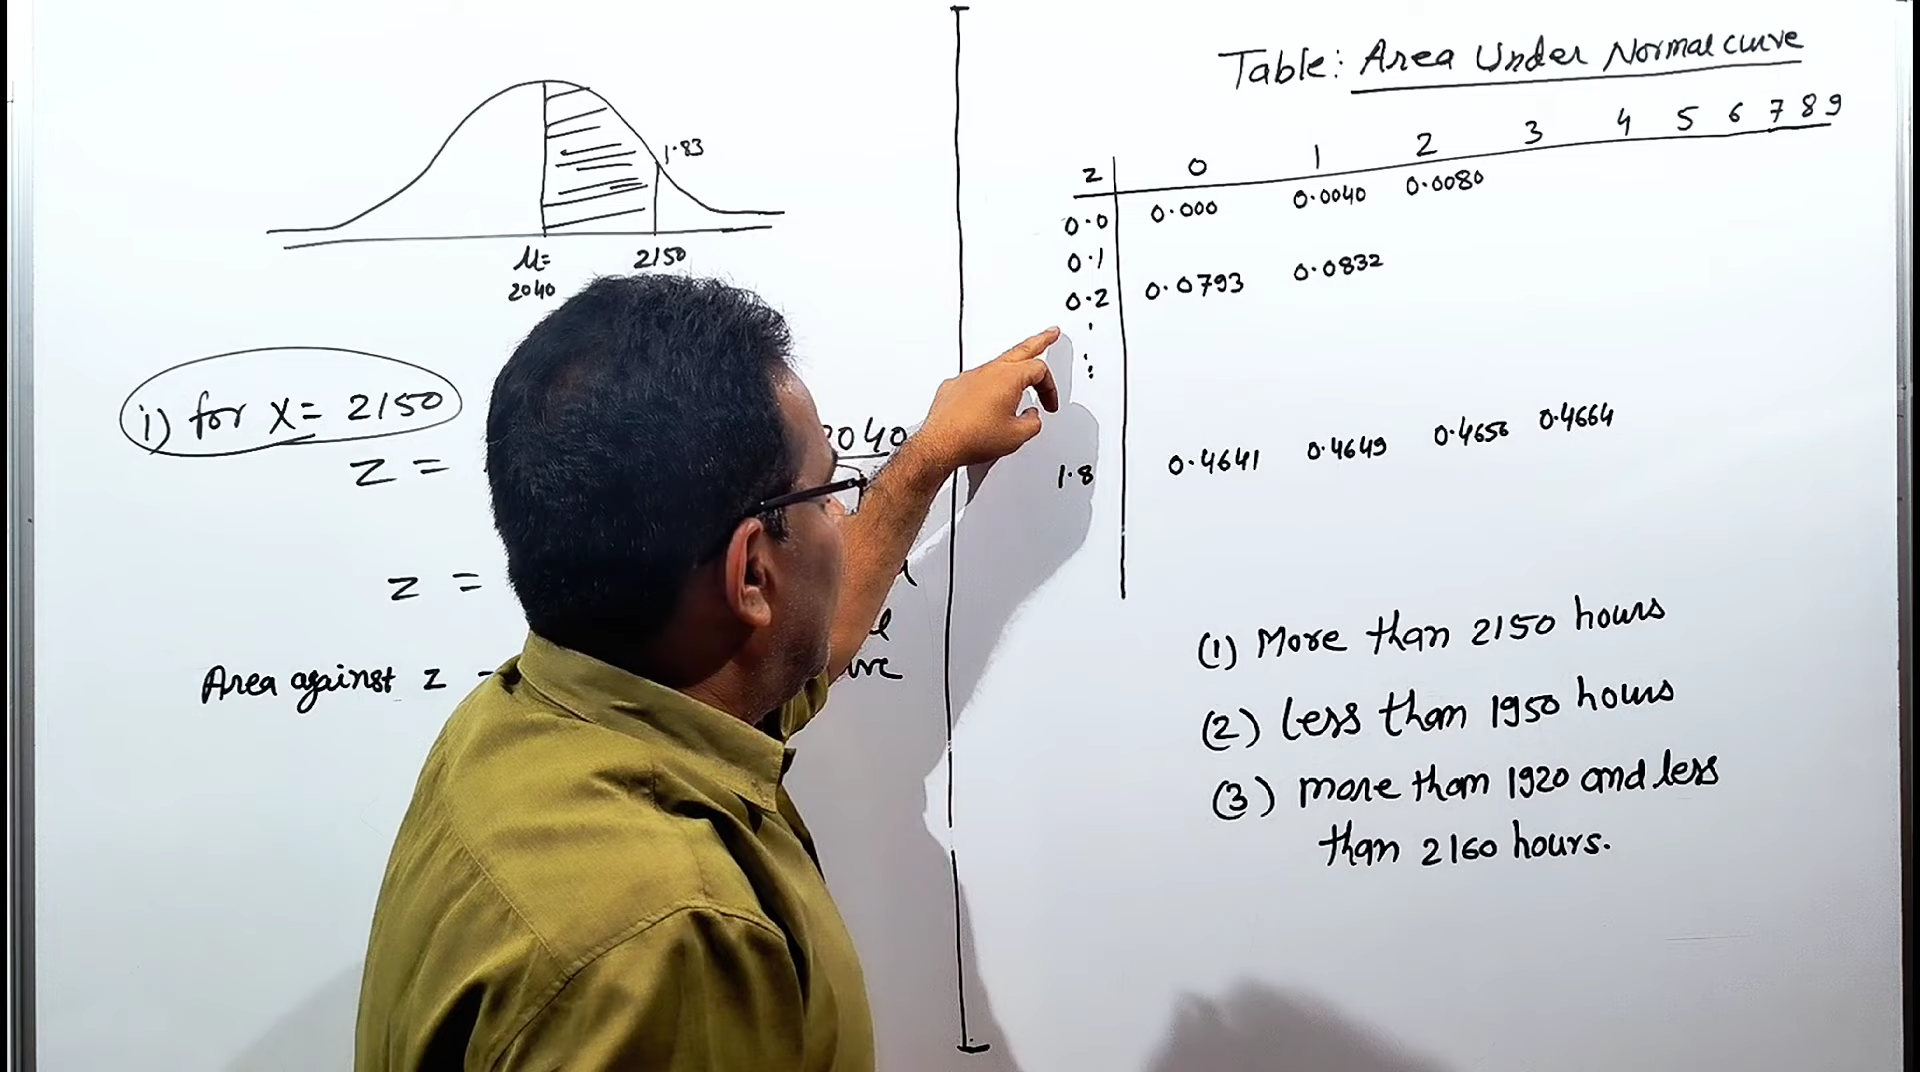 1.83
μ=
2040
2150
i) for X = 2150
2040
z =
z =
Area against z
Table: Area Under Normal curve
z 0 1 2 3 4 5 6 7 8 9
0.0 0.000 0.0040 0.0080
0.1
0.2 0.0793 0.0832
1.8 0.4641 0.4649 0.4656 0.4664
(1) More than 2150 hours
(2) Less than 1950 hours
(3) more than 1920 and less
than 2160 hours.